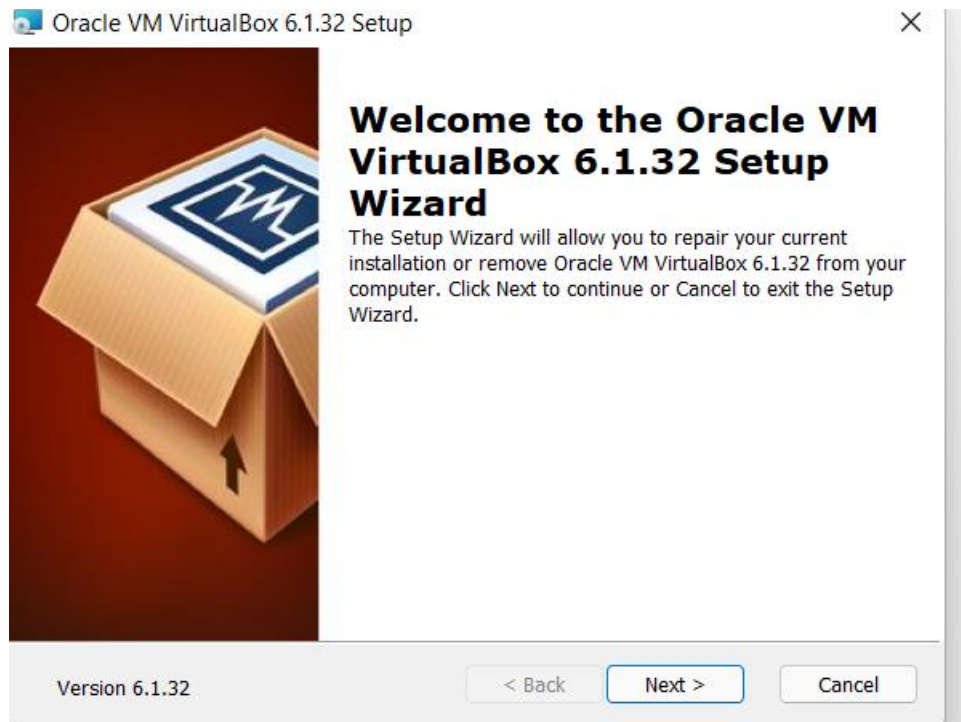 Oracle VM VirtualBox 6.1.32 Setup
Welcome to the Oracle VM
VirtualBox 6.1.32 Setup
Wizard
The Setup Wizard will allow you to repair your current
installation or remove Oracle VM VirtualBox 6.1.32 from your
computer. Click Next to continue or Cancel to exit the Setup
Wizard.
Version 6.1.32
< Back
Next >
Cancel